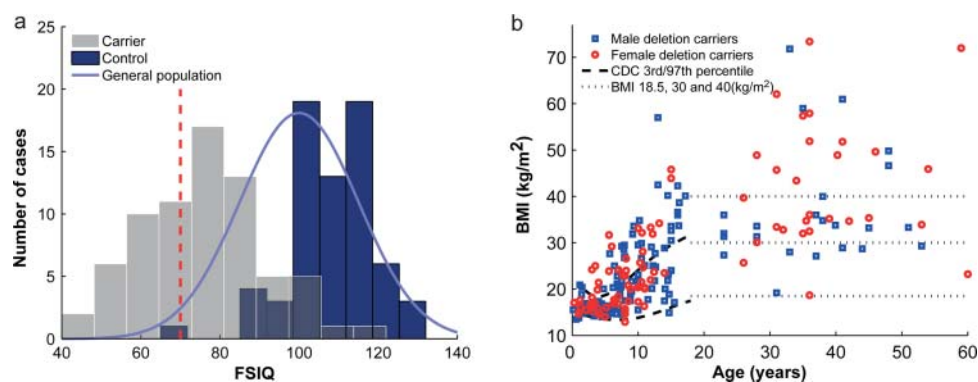 a
25
20
15
10
5
0
Number of cases
Carrier
Control
General population
40 60 80 100 120 140
FSIQ
b
70
60
50
40
30
20
10
BMI (kg/m²)
Male deletion carriers
Female deletion carriers
CDC 3rd/97th percentile
BMI 18.5, 30 and 40(kg/m²)
0 10 20 30 40 50 60
Age (years)